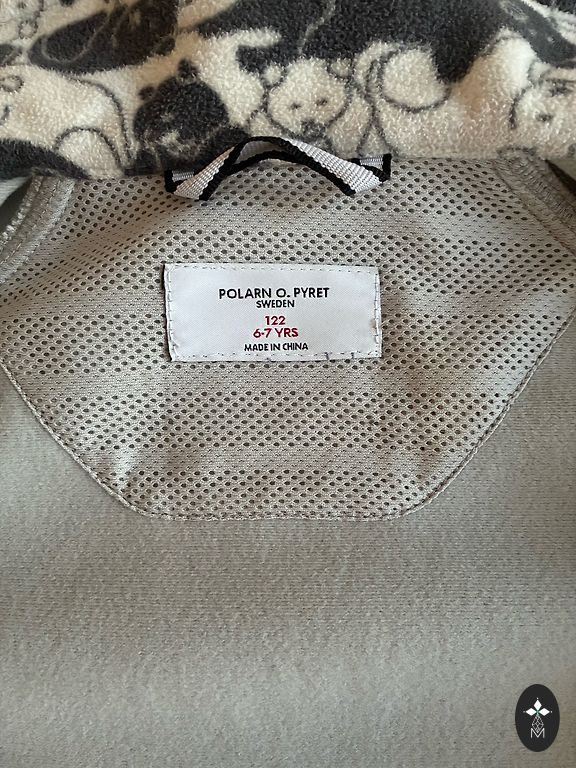 POLARN O. PYRET
SWEDEN
122
6-7 YRS
MADE IN CHINA
M